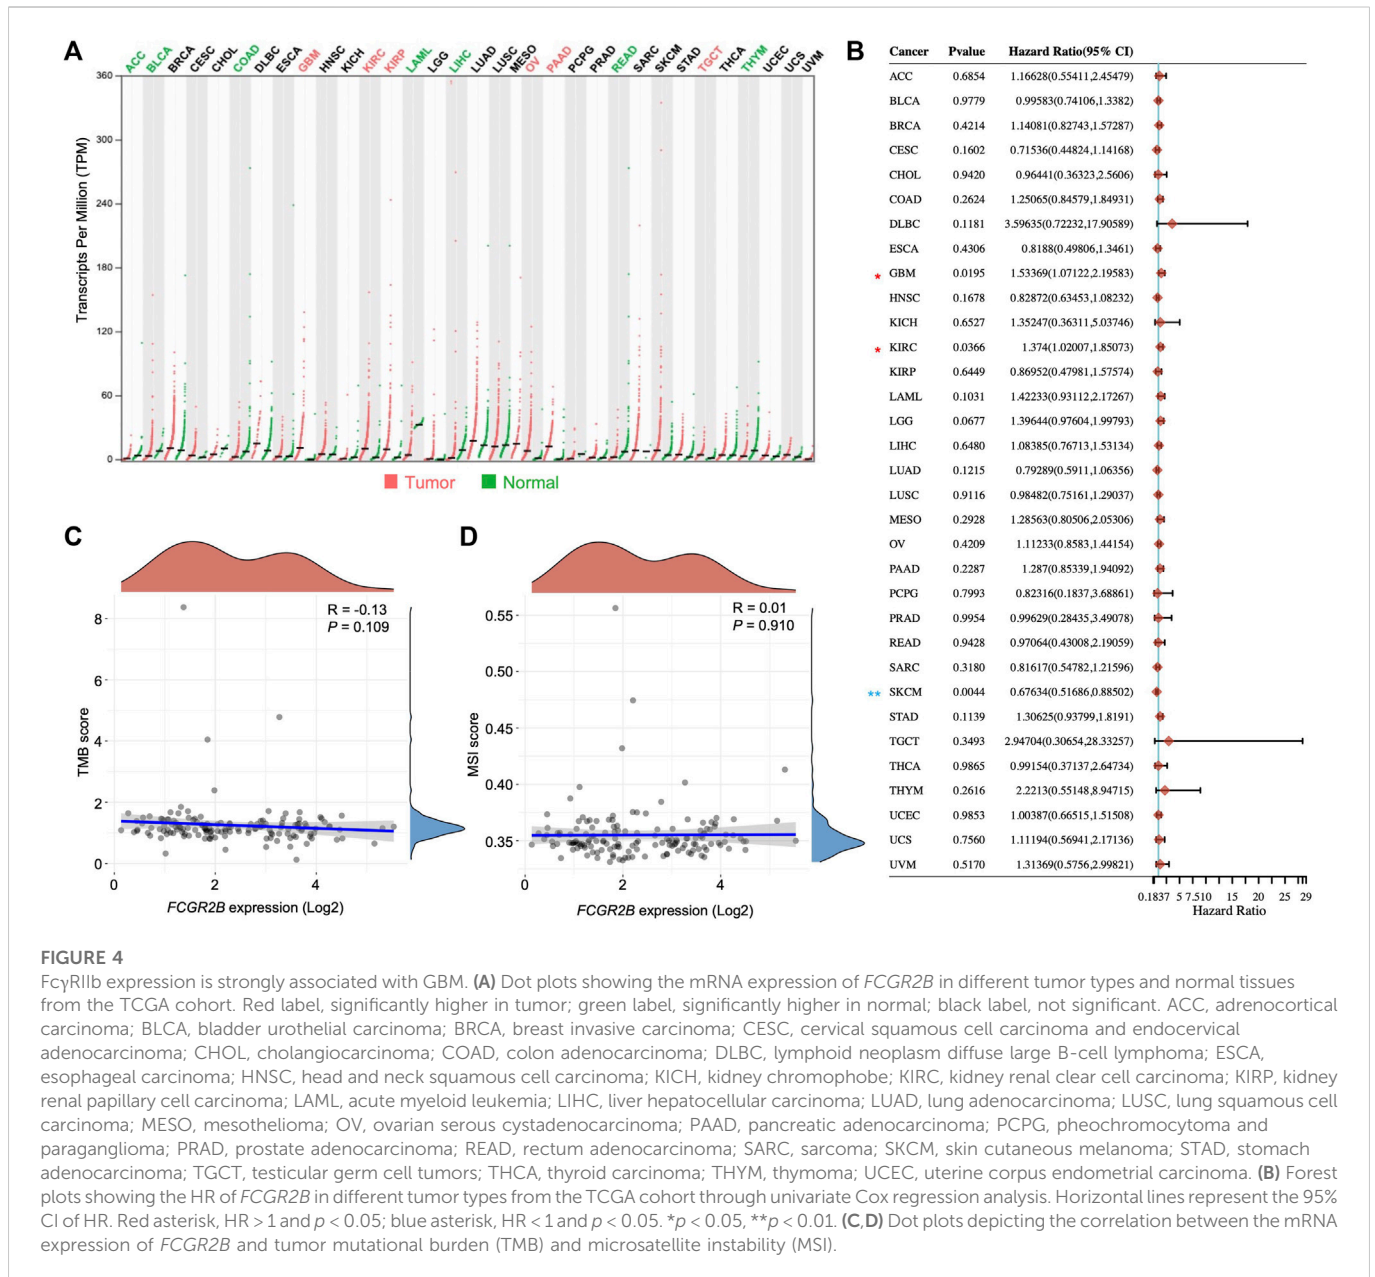 A
ACC BLCA BRCA CESC CHOL COAD DLBC ESCA GBM HNSC KICH KIRC KIRP LAML LGG LIHC LUAD LUSC MESO OV PAAD PCPG PRAD READ SARC SKCM STAD TGCT THCA THYM UCEC UCS UVM
Transcripts Per Million (TPM)
360
300
240
180
120
60
0
Tumor Normal
B
Cancer Pvalue Hazard Ratio(95% CI)
ACC 0.6854 1.16628(0.55411,2.45479)
BLCA 0.9779 0.99583(0.74106,1.3382)
BRCA 0.4214 1.14081(0.82743,1.57287)
CESC 0.1602 0.71536(0.44824,1.14168)
CHOL 0.9420 0.96441(0.36323,2.5606)
COAD 0.2624 1.25065(0.84579,1.84931)
DLBC 0.1181 3.59635(0.72232,17.90589)
ESCA 0.4306 0.8188(0.49806,1.3461)
* GBM 0.0195 1.53369(1.07122,2.19583)
HNSC 0.1678 0.82872(0.63453,1.08232)
KICH 0.6527 1.35247(0.36311,5.03746)
* KIRC 0.0366 1.374(1.02007,1.85073)
KIRP 0.6449 0.86952(0.47981,1.57574)
LAML 0.1031 1.42233(0.93112,2.17267)
LGG 0.0677 1.39644(0.97604,1.99793)
LIHC 0.6480 1.08385(0.76713,1.53134)
LUAD 0.1215 0.79289(0.5911,1.06356)
LUSC 0.9116 0.98482(0.75161,1.29037)
MESO 0.2928 1.28563(0.80506,2.05306)
OV 0.4209 1.11233(0.8583,1.44154)
PAAD 0.2287 1.287(0.85339,1.94092)
PCPG 0.7993 0.82316(0.1837,3.68861)
PRAD 0.9954 0.99629(0.28435,3.49078)
READ 0.9428 0.97064(0.43008,2.19059)
SARC 0.3180 0.81617(0.54782,1.21596)
** SKCM 0.0044 0.67634(0.51686,0.88502)
STAD 0.1139 1.30625(0.93799,1.8191)
TGCT 0.3493 2.94704(0.30654,28.33257)
THCA 0.9865 0.99154(0.37137,2.64734)
THYM 0.2616 2.2213(0.55148,8.94715)
UCEC 0.9853 1.00387(0.66515,1.51508)
UCS 0.7560 1.11194(0.56941,2.17136)
UVM 0.5170 1.31369(0.5756,2.99821)
0.1837 5 7.510 15 20 25 29
Hazard Ratio
C
R = -0.13
P = 0.109
TMB score
8
6
4
2
0
0 2 4
FCGR2B expression (Log2)
D
R = 0.01
P = 0.910
MSI score
0.55
0.50
0.45
0.40
0.35
0 2 4
FCGR2B expression (Log2)
FIGURE 4
FcγRIIb expression is strongly associated with GBM. (A) Dot plots showing the mRNA expression of FCGR2B in different tumor types and normal tissues
from the TCGA cohort. Red label, significantly higher in tumor; green label, significantly higher in normal; black label, not significant. ACC, adrenocortical
carcinoma; BLCA, bladder urothelial carcinoma; BRCA, breast invasive carcinoma; CESC, cervical squamous cell carcinoma and endocervical
adenocarcinoma; CHOL, cholangiocarcinoma; COAD, colon adenocarcinoma; DLBC, lymphoid neoplasm diffuse large B-cell lymphoma; ESCA,
esophageal carcinoma; HNSC, head and neck squamous cell carcinoma; KICH, kidney chromophobe; KIRC, kidney renal clear cell carcinoma; KIRP, kidney
renal papillary cell carcinoma; LAML, acute myeloid leukemia; LIHC, liver hepatocellular carcinoma; LUAD, lung adenocarcinoma; LUSC, lung squamous cell
carcinoma; MESO, mesothelioma; OV, ovarian serous cystadenocarcinoma; PAAD, pancreatic adenocarcinoma; PCPG, pheochromocytoma and
paraganglioma; PRAD, prostate adenocarcinoma; READ, rectum adenocarcinoma; SARC, sarcoma; SKCM, skin cutaneous melanoma; STAD, stomach
adenocarcinoma; TGCT, testicular germ cell tumors; THCA, thyroid carcinoma; THYM, thymoma; UCEC, uterine corpus endometrial carcinoma. (B) Forest
plots showing the HR of FCGR2B in different tumor types from the TCGA cohort through univariate Cox regression analysis. Horizontal lines represent the 95%
CI of HR. Red asterisk, HR > 1 and p < 0.05; blue asterisk, HR < 1 and p < 0.05. *p < 0.05, **p < 0.01. (C,D) Dot plots depicting the correlation between the mRNA
expression of FCGR2B and tumor mutational burden (TMB) and microsatellite instability (MSI).